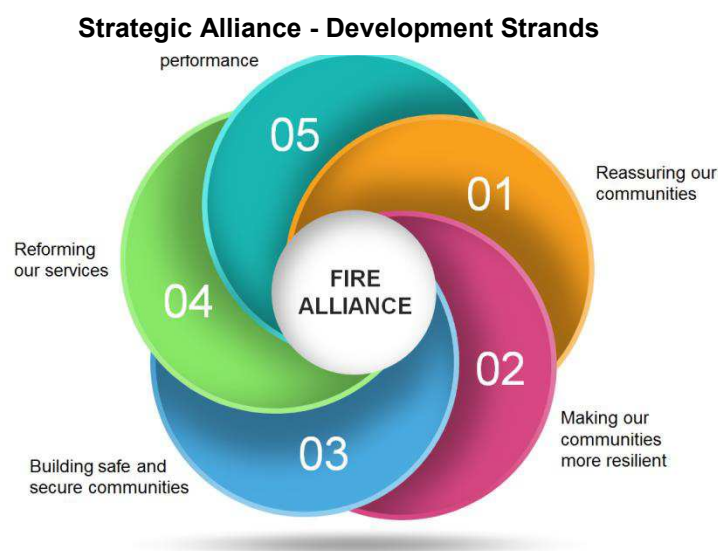 Strategic Alliance - Development Strands
performance
05
01
Reassuring our
communities
Reforming
our services
FIRE
ALLIANCE
04
02
Making our
communities
more resilient
03
Building safe and
secure communities